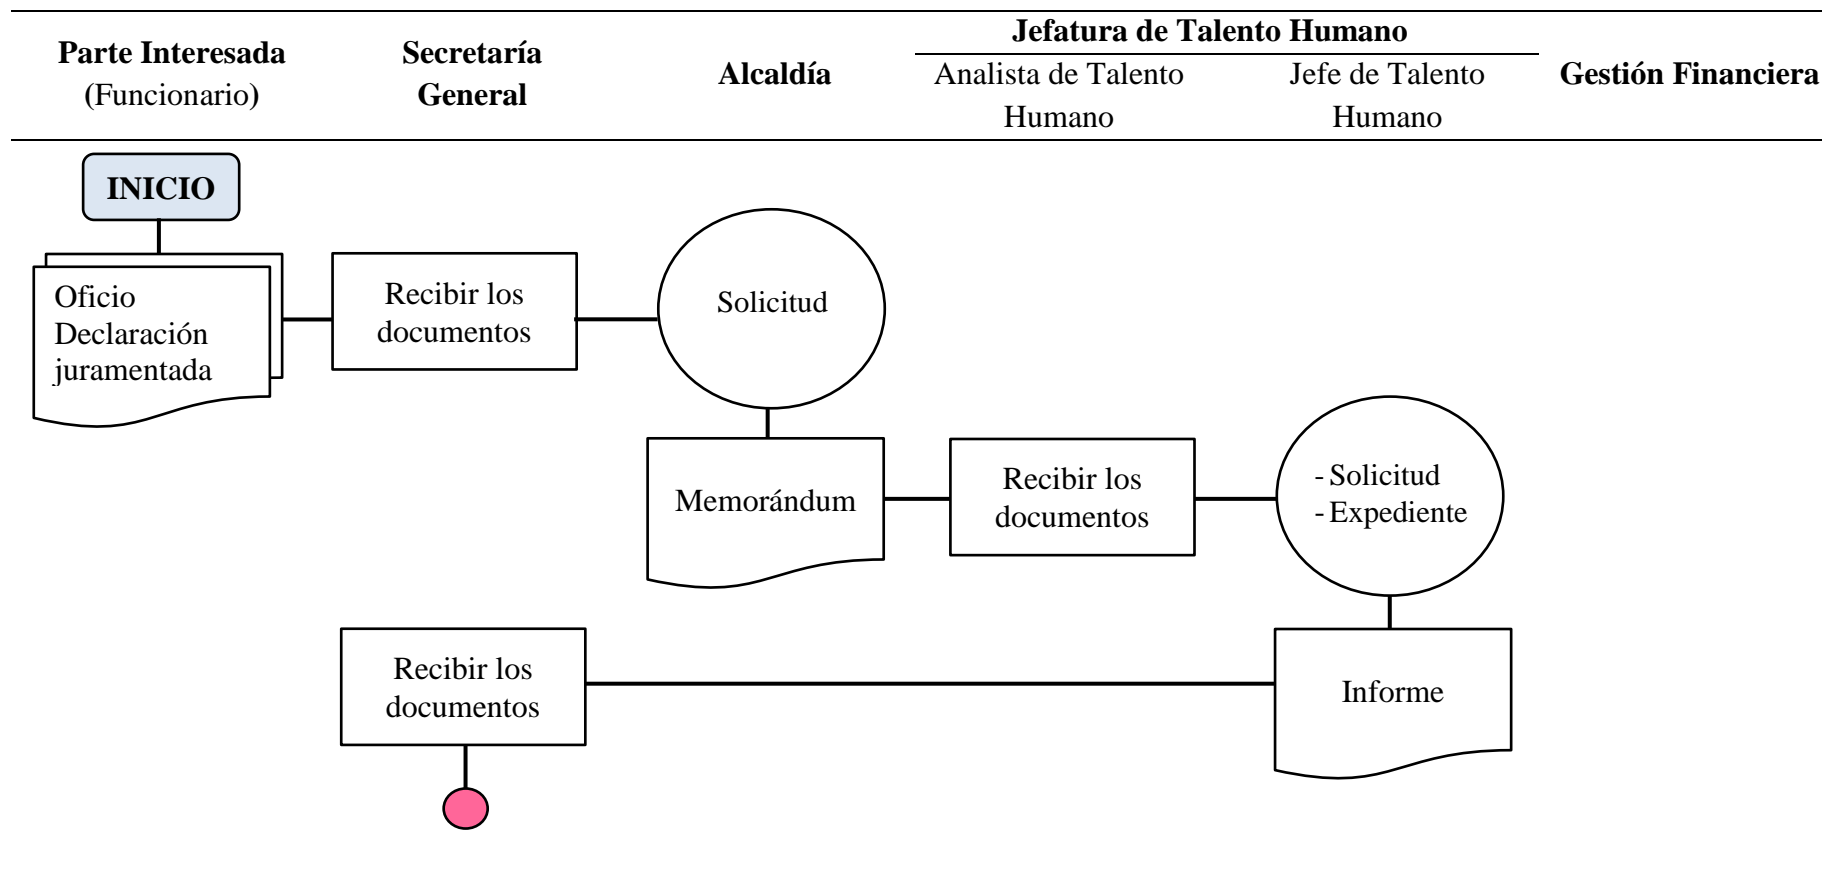 Jefatura de Talento Humano
Parte Interesada
(Funcionario)
Secretaría
General
Alcaldía
Analista de Talento
Humano
Jefe de Talento
Humano
Gestión Financiera
INICIO
Oficio
Declaración
juramentada
Recibir los
documentos
Solicitud
Memorándum
Recibir los
documentos
- Solicitud
- Expediente
Informe
Recibir los
documentos